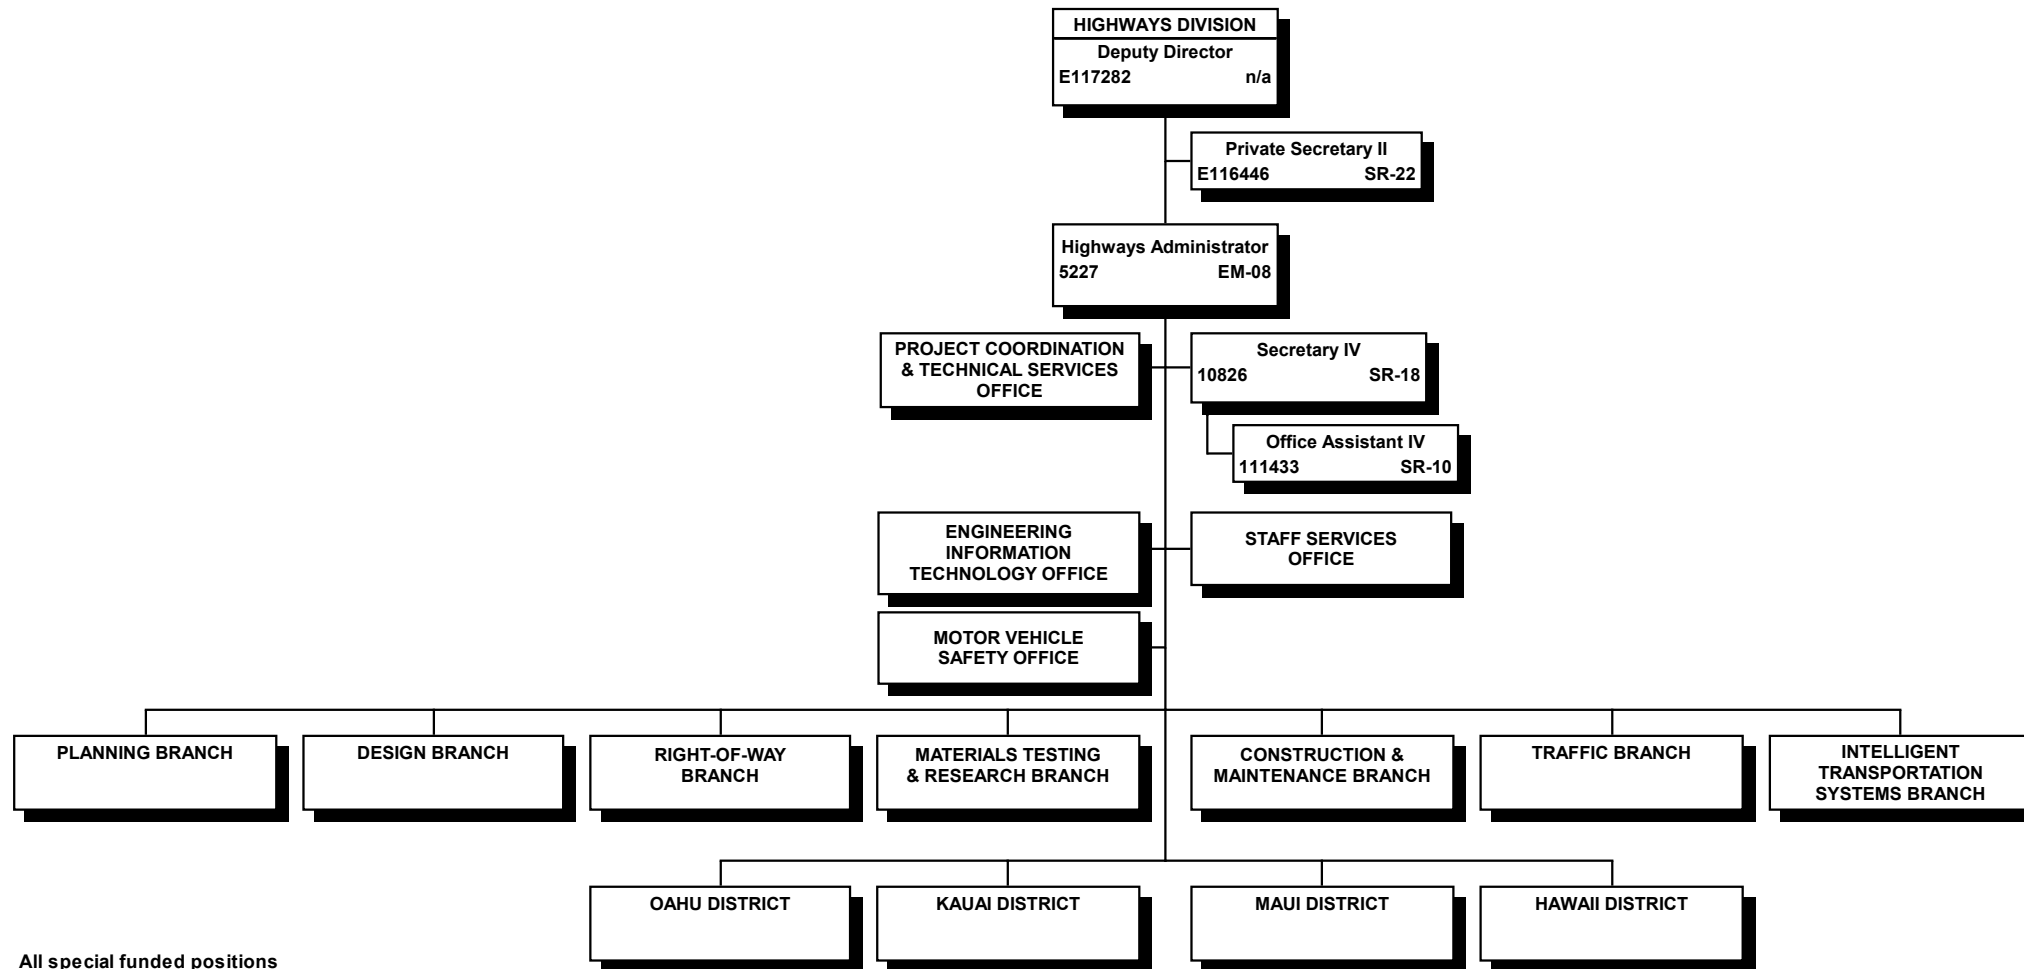 HIGHWAYS DIVISION
Deputy Director
E117282 n/a
Private Secretary II
E116446 SR-22
Highways Administrator
5227 EM-08
PROJECT COORDINATION
& TECHNICAL SERVICES
OFFICE
Secretary IV
10826 SR-18
Office Assistant IV
111433 SR-10
ENGINEERING
INFORMATION
TECHNOLOGY OFFICE
STAFF SERVICES
OFFICE
MOTOR VEHICLE
SAFETY OFFICE
PLANNING BRANCH
DESIGN BRANCH
RIGHT-OF-WAY
BRANCH
MATERIALS TESTING
& RESEARCH BRANCH
CONSTRUCTION &
MAINTENANCE BRANCH
TRAFFIC BRANCH
INTELLIGENT
TRANSPORTATION
SYSTEMS BRANCH
OAHU DISTRICT
KAUAI DISTRICT
MAUI DISTRICT
HAWAII DISTRICT
All special funded positions